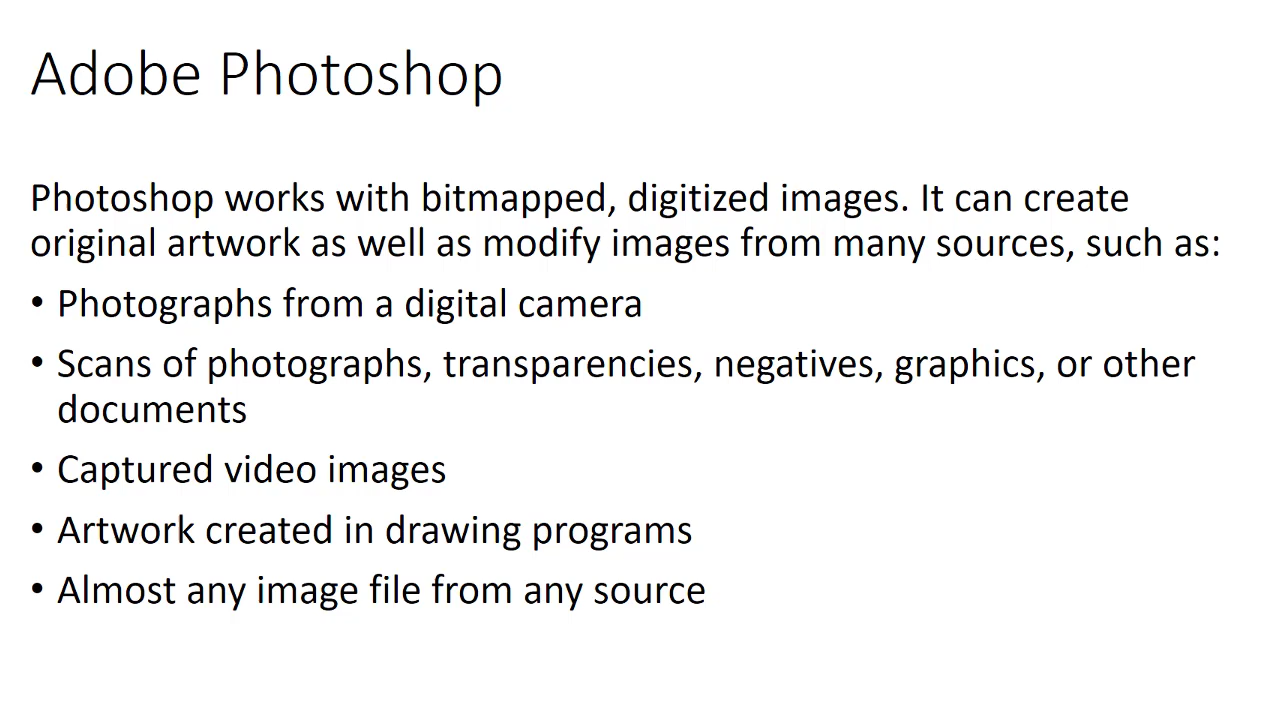 Adobe Photoshop
Photoshop works with bitmapped, digitized images. It can create
original artwork as well as modify images from many sources, such as:
• Photographs from a digital camera
• Scans of photographs, transparencies, negatives, graphics, or other
documents
• Captured video images
• Artwork created in drawing programs
• Almost any image file from any source